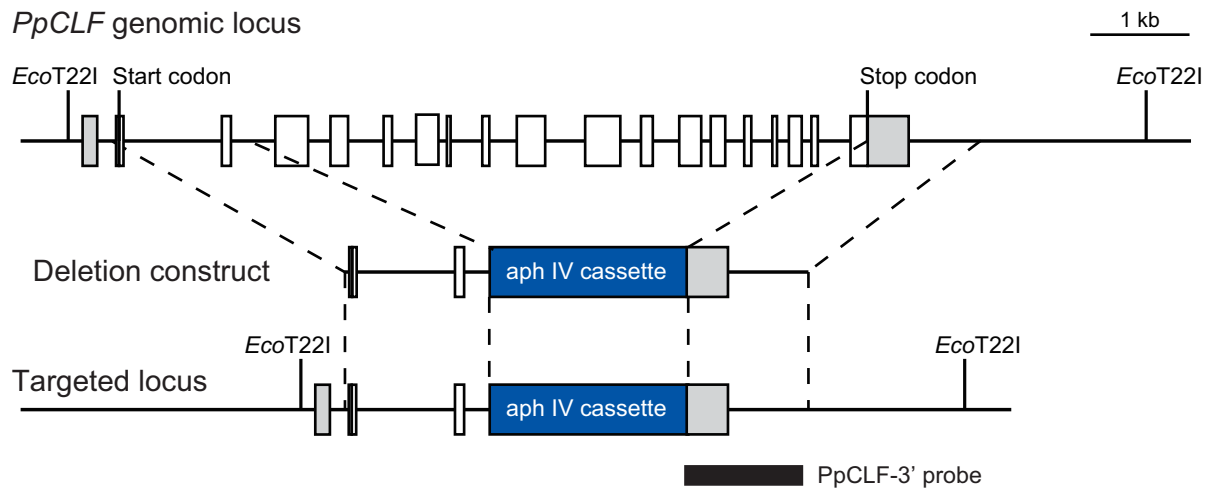 PpCLF genomic locus
1 kb
EcoT22I
Start codon
Stop codon
EcoT22I
Deletion construct
aph IV cassette
EcoT22I
EcoT22I
Targeted locus
aph IV cassette
PpCLF-3’ probe